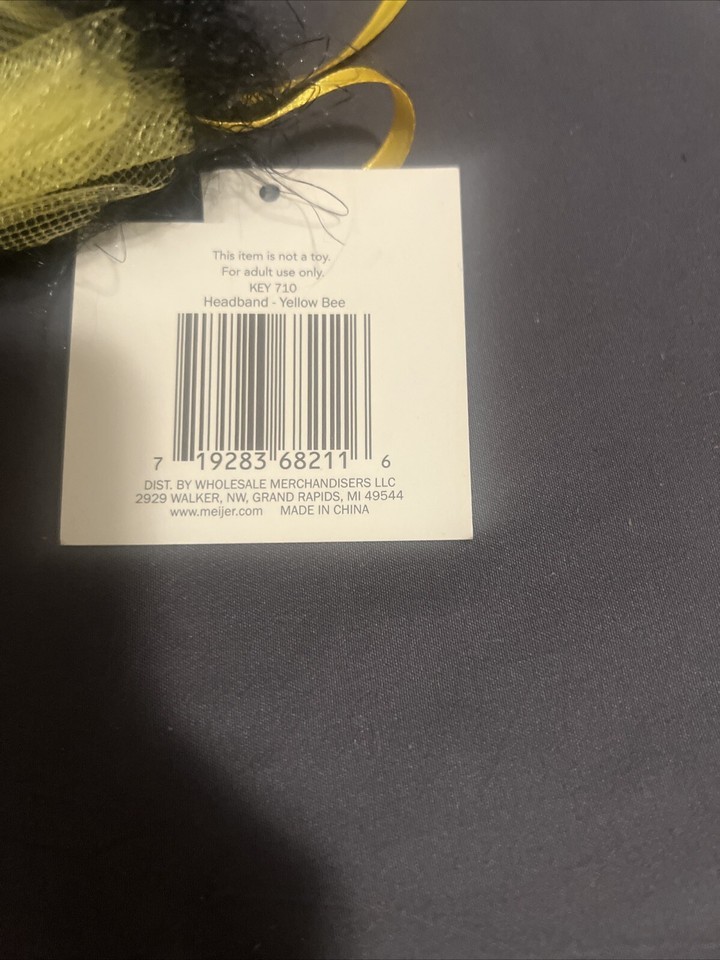 This item is not a toy.
For adult use only.
KEY 710
Headband - Yellow Bee
7 19283 68211 6
DIST. BY WHOLESALE MERCHANDISERS LLC
2929 WALKER, NW, GRAND RAPIDS, MI 49544
www.meijer.com MADE IN CHINA